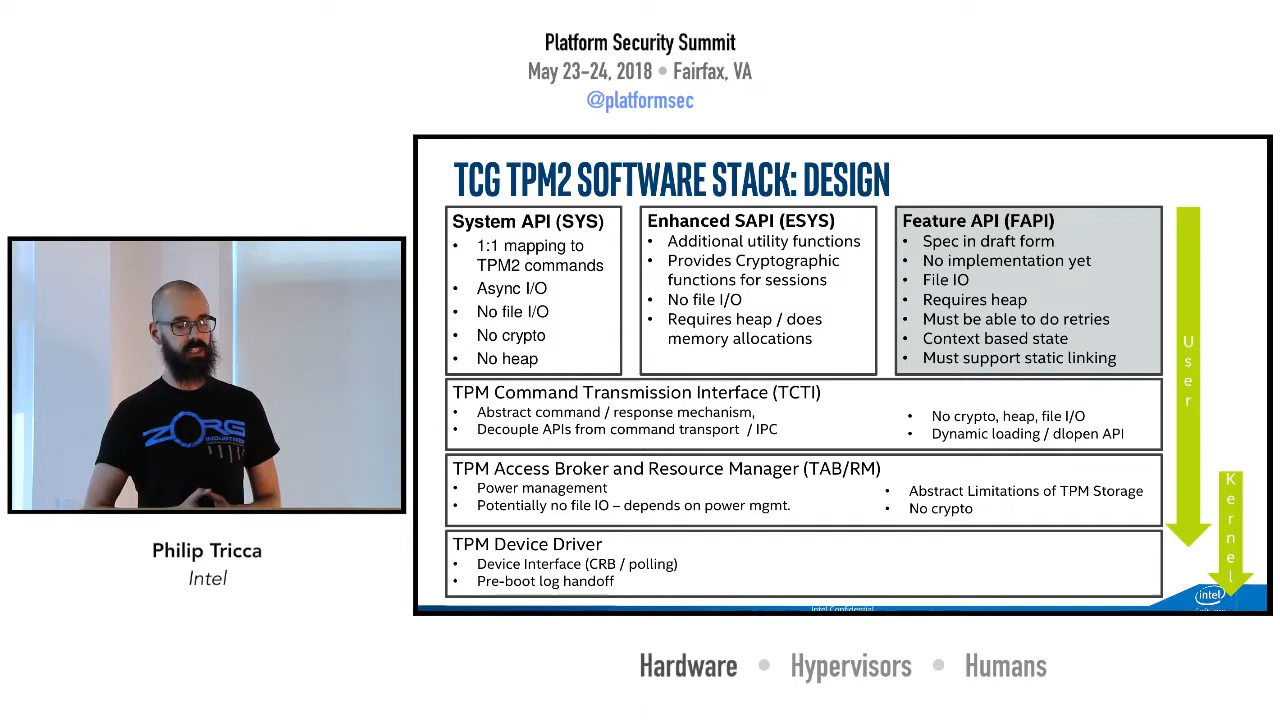 Platform Security Summit
May 23-24, 2018 • Fairfax, VA
@platformsec
TCG TPM2 SOFTWARE STACK: DESIGN
System API (SYS)
• 1:1 mapping to
TPM2 commands
• Async I/O
• No file I/O
• No crypto
• No heap
Enhanced SAPI (ESYS)
• Additional utility functions
• Provides Cryptographic
functions for sessions
• No file I/O
• Requires heap / does
memory allocations
Feature API (FAPI)
• Spec in draft form
• No implementation yet
• File IO
• Requires heap
• Must be able to do retries
• Context based state
• Must support static linking
TPM Command Transmission Interface (TCTI)
• Abstract command / response mechanism,
• Decouple APIs from command transport / IPC
• No crypto, heap, file I/O
• Dynamic loading / dlopen API
TPM Access Broker and Resource Manager (TAB/RM)
• Power management
• Potentially no file IO – depends on power mgmt.
• Abstract Limitations of TPM Storage
• No crypto
TPM Device Driver
• Device Interface (CRB / polling)
• Pre-boot log handoff
User
Kernel
Intel Confidential
intel
ZORG
INDUSTRIES
Philip Tricca
Intel
Hardware • Hypervisors • Humans